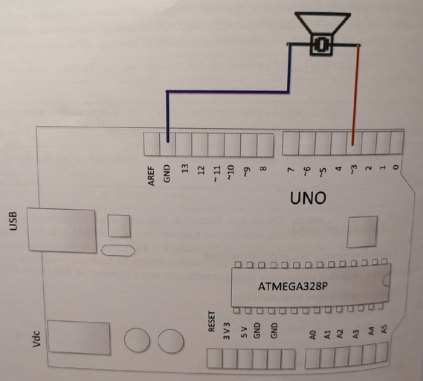 AREF
GND
13
12
~11
~10
~9
8
7
~6
~5
4
~3
2
1
0
UNO
USB
ATMEGA328P
Vdc
RESET
3 V 3
5 V
GND
GND
A0
A1
A2
A3
A4
A5